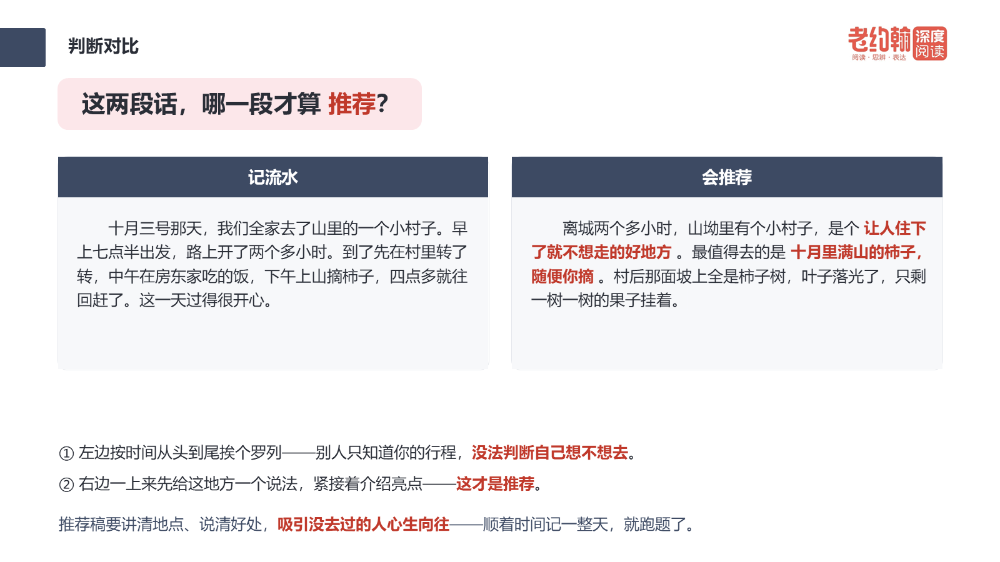 判断对比
老约翰 深度阅读
阅读·思辨·表达
这两段话，哪一段才算 推荐？
记流水
十月三号那天，我们全家去了山里的一个小村子。早
上七点半出发，路上开了两个多小时。到了先在村里转了
转，中午在房东家吃的饭，下午上山摘柿子，四点多就往
回赶了。这一天过得很开心。
会推荐
离城两个多小时，山坳里有个小村子，是个 让人住下
了就不想走的好地方 。最值得去的是 十月里满山的柿子，
随便你摘 。村后那面坡上全是柿子树，叶子落光了，只剩
一树一树的果子挂着。
① 左边按时间从头到尾挨个罗列——别人只知道你的行程，没法判断自己想不想去。
② 右边一上来先给这地方一个说法，紧接着介绍亮点——这才是推荐。
推荐稿要讲清地点、说清好处，吸引没去过的人心生向往——顺着时间记一整天，就跑题了。